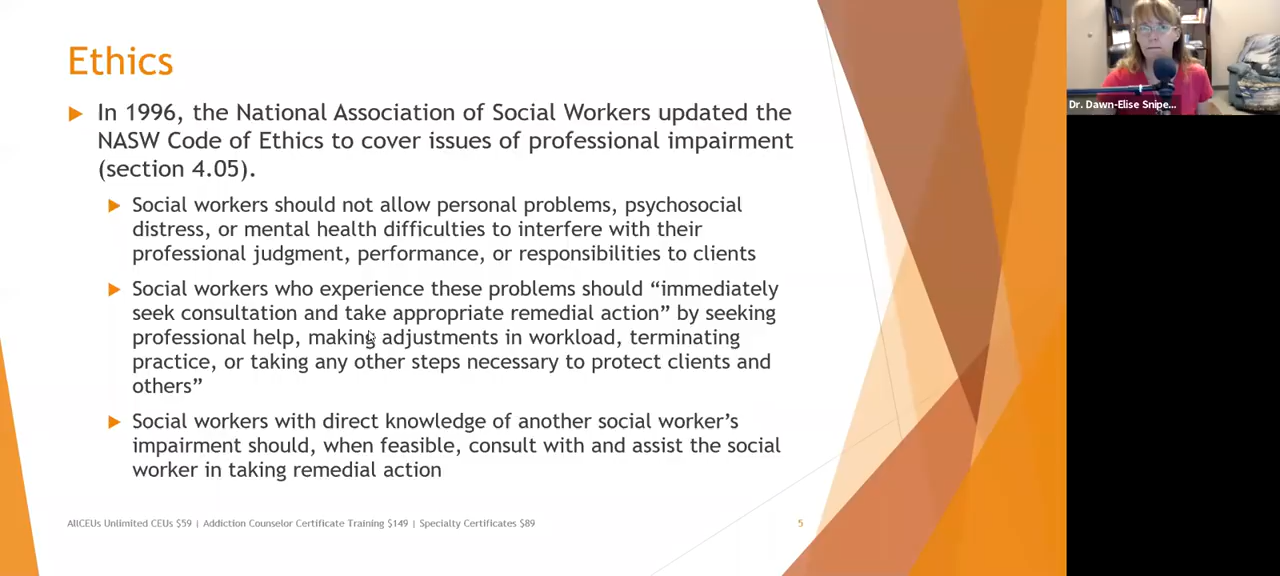 Ethics
In 1996, the National Association of Social Workers updated the
NASW Code of Ethics to cover issues of professional impairment
(section 4.05).
Social workers should not allow personal problems, psychosocial
distress, or mental health difficulties to interfere with their
professional judgment, performance, or responsibilities to clients
Social workers who experience these problems should “immediately
seek consultation and take appropriate remedial action” by seeking
professional help, making adjustments in workload, terminating
practice, or taking any other steps necessary to protect clients and
others”
Social workers with direct knowledge of another social worker’s
impairment should, when feasible, consult with and assist the social
worker in taking remedial action
AllCEUs Unlimited CEUs $59 | Addiction Counselor Certificate Training $149 | Specialty Certificates $89
5
Dr. Dawn-Elise Snipe...